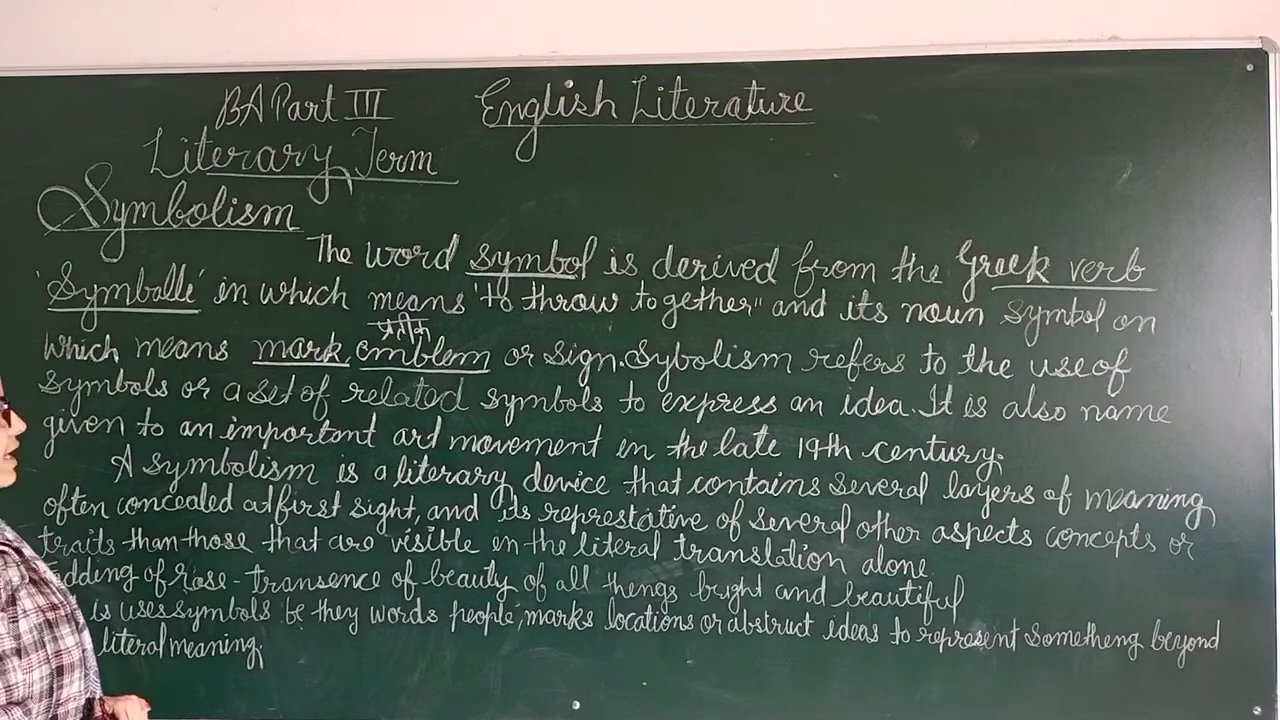 BA Part III English Literature
Literary Term
Symbolism
The word symbol is derived from the Greek verb
'Symballé' in which means "to throw together" and its noun symbol on
प्रतीक
which means mark, emblem or sign. Sybolism refers to the use of
symbols or a set of related symbols to express an idea. It is also name
given to an important art movement in the late 19th century.
A symbolism is a literary device that contains several layers of meaning
often concealed at first sight, and its represtative of several other aspects concepts or
traits than those that are visible in the literal translation alone.
dding of rose - transence of beauty of all things bright and beautiful
is uses symbols be they words people, marks locations or abstruct ideas to represent something beyond
literal meaning.